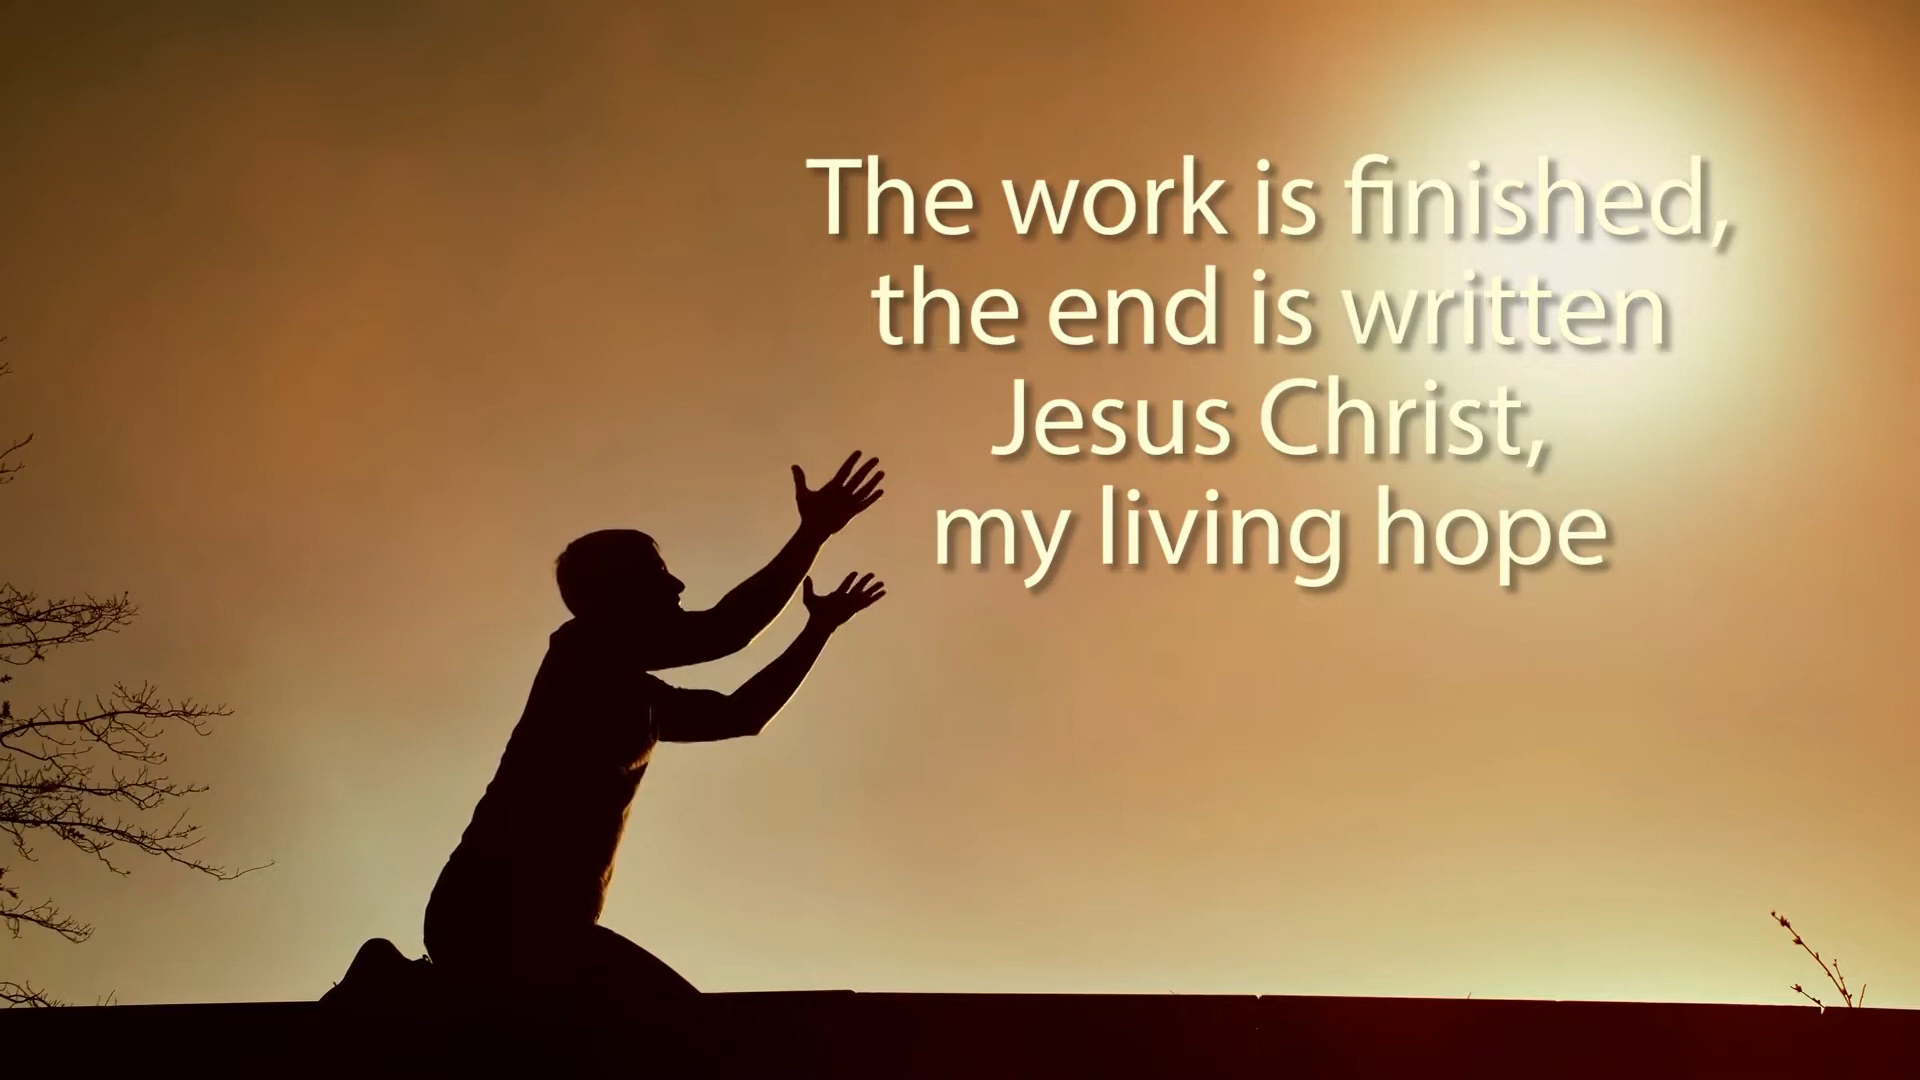 The work is finished,
the end is written
Jesus Christ,
my living hope